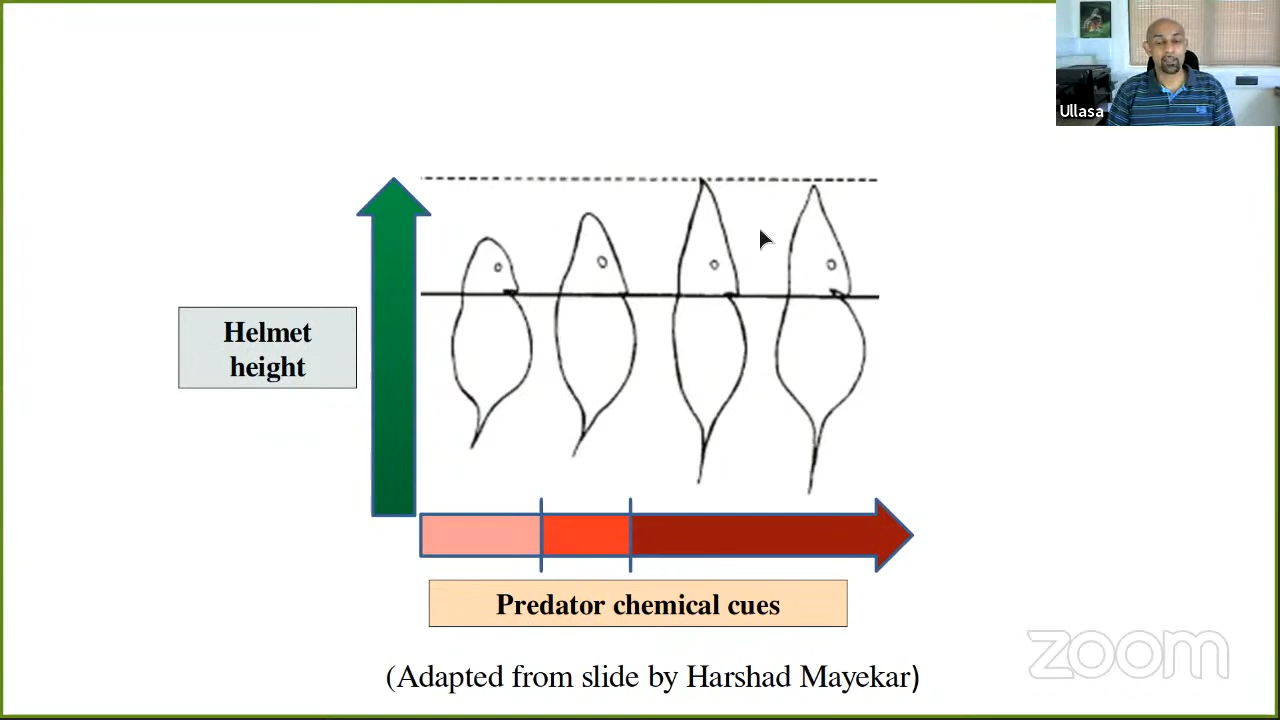 Ullasa
Helmet
height
Predator chemical cues
(Adapted from slide by Harshad Mayekar)
zoom